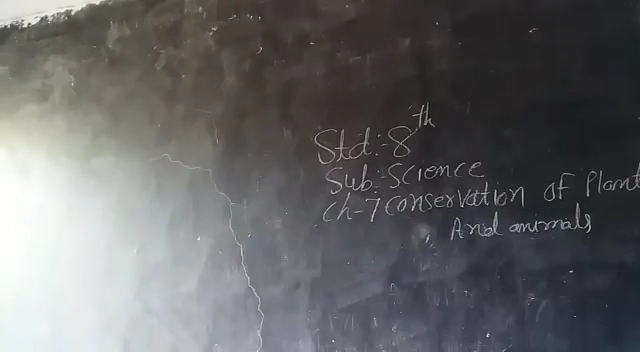 Std:-8th
Sub:-Science
Ch-7 Conservation of Plant
And animals